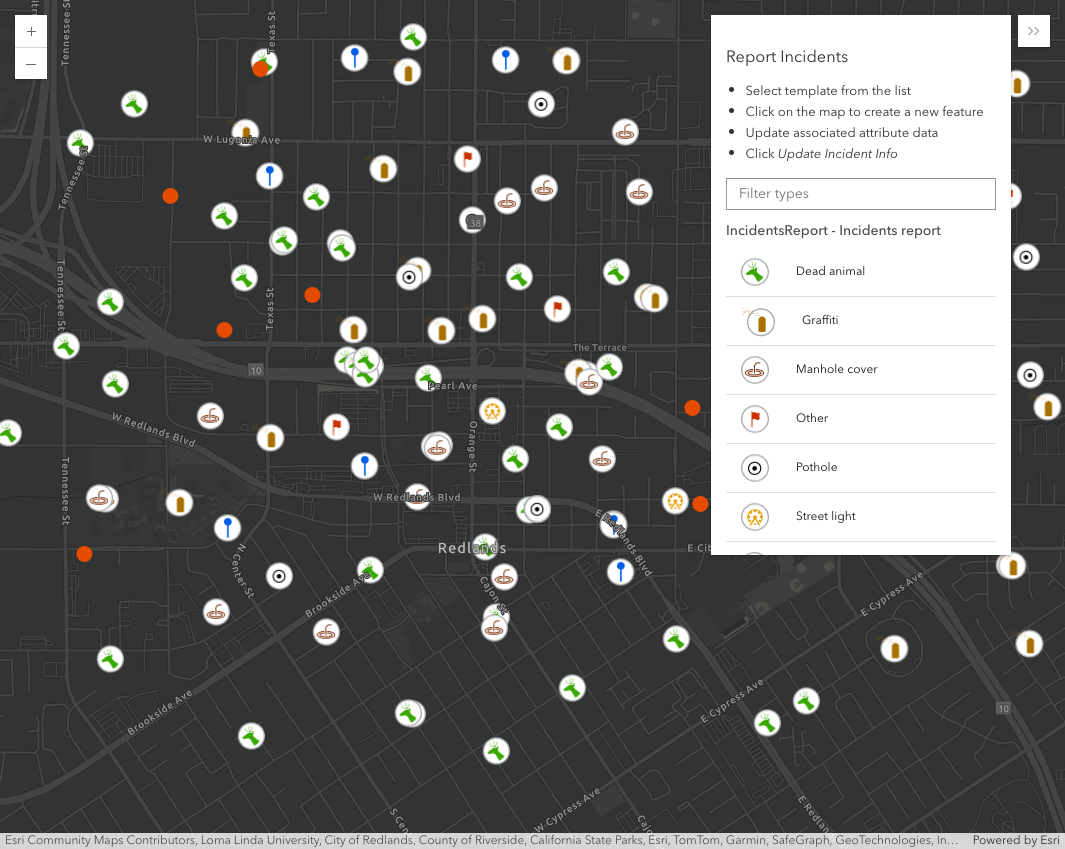 Tennessee St
Texas St
+
−
Report Incidents
Select template from the list
Click on the map to create a new feature
Update associated attribute data
Click Update Incident Info
Filter types
IncidentsReport - Incidents report
Dead animal
Graffiti
Manhole cover
Other
Pothole
Street light
W Lugonia Ave
Tennessee St
38
Tennessee St
Texas St
The Terrace
10
Pearl Ave
W Redlands Blvd
Orange St
Tennessee St
W Redlands Blvd
E Redlands Blvd
Redlands
E Cit
N Center St
Brookside Ave
Cajon St
E Cypress Ave
Brookside Ave
E Cypress Ave
10
W Cypress Ave
S Cen
Cajo
E Redlan
Esri Community Maps Contributors, Loma Linda University, City of Redlands, County of Riverside, California State Parks, Esri, TomTom, Garmin, SafeGraph, GeoTechnologies, In…
Powered by Esri